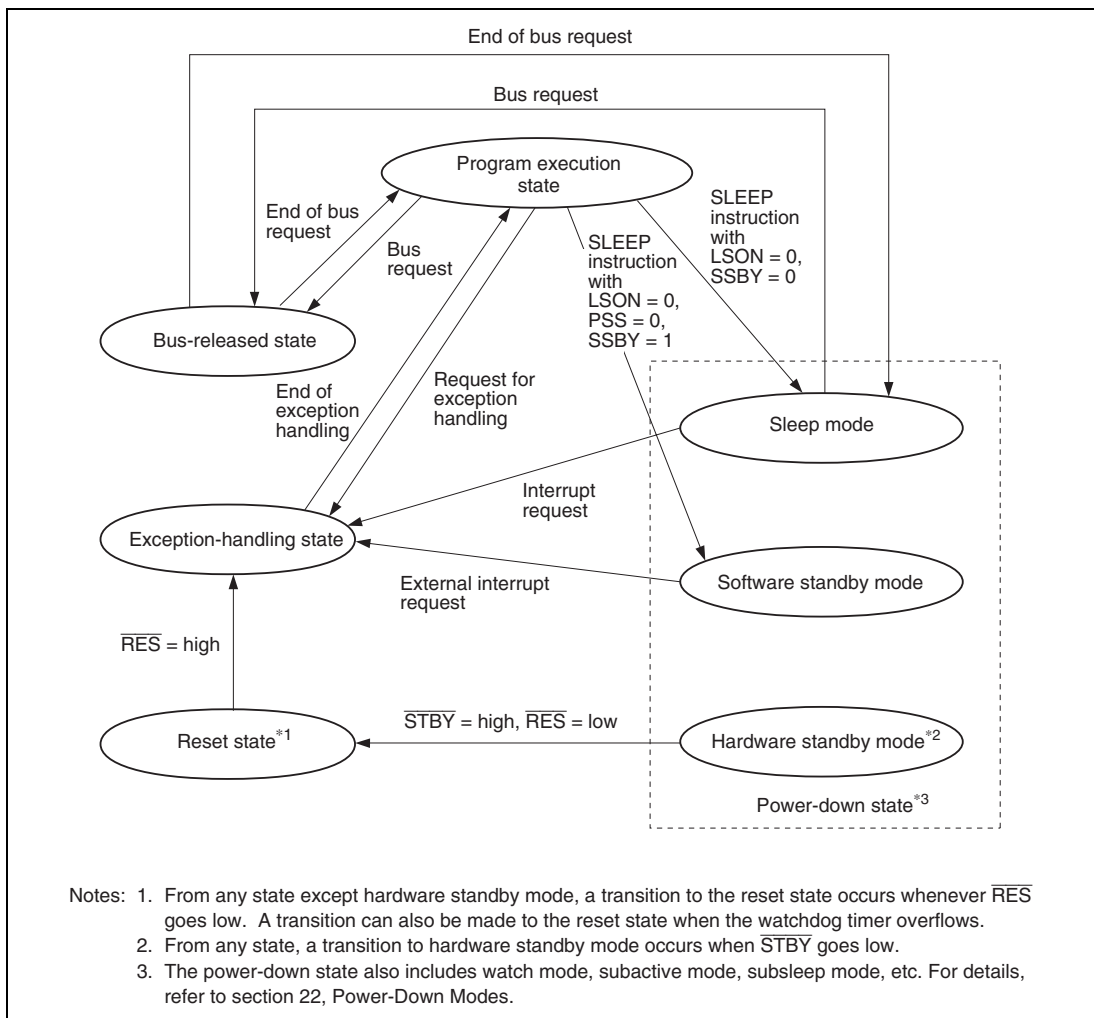 End of bus request
Bus request
Program execution
state
End of bus
request
Bus
request
SLEEP
instruction
with
LSON = 0,
PSS = 0,
SSBY = 1
SLEEP
instruction
with
LSON = 0,
SSBY = 0
Bus-released state
End of
exception
handling
Request for
exception
handling
Sleep mode
Interrupt
request
Exception-handling state
External interrupt
request
Software standby mode
R̅E̅S̅ = high
S̅T̅B̅Y̅ = high, R̅E̅S̅ = low
Reset state*1
Hardware standby mode*2
Power-down state*3
Notes: 1. From any state except hardware standby mode, a transition to the reset state occurs whenever R̅E̅S̅
goes low. A transition can also be made to the reset state when the watchdog timer overflows.
2. From any state, a transition to hardware standby mode occurs when S̅T̅B̅Y̅ goes low.
3. The power-down state also includes watch mode, subactive mode, subsleep mode, etc. For details,
refer to section 22, Power-Down Modes.